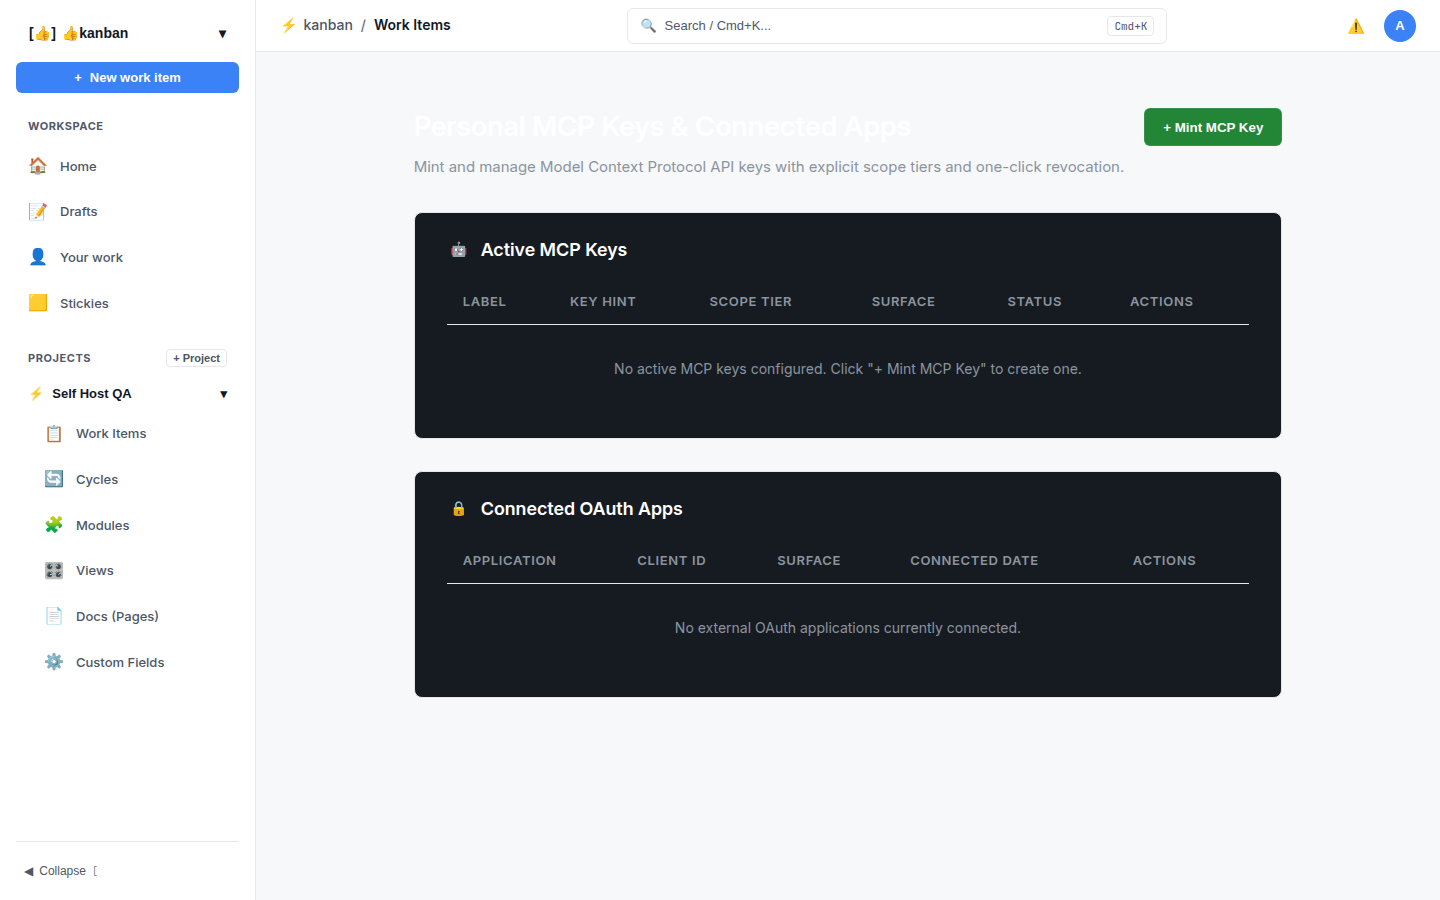 [👍] 👍kanban ▼
+ New work item
WORKSPACE
🏠 Home
📝 Drafts
👤 Your work
🟨 Stickies
PROJECTS + Project
⚡ Self Host QA ▼
📋 Work Items
🔄 Cycles
🧩 Modules
🎛️ Views
📄 Docs (Pages)
⚙️ Custom Fields
◀ Collapse [
⚡ kanban / Work Items
🔍 Search / Cmd+K... Cmd+K
⚠️ A
Personal MCP Keys & Connected Apps
+ Mint MCP Key
Mint and manage Model Context Protocol API keys with explicit scope tiers and one-click revocation.
🤖 Active MCP Keys
LABEL KEY HINT SCOPE TIER SURFACE STATUS ACTIONS
No active MCP keys configured. Click "+ Mint MCP Key" to create one.
🔒 Connected OAuth Apps
APPLICATION CLIENT ID SURFACE CONNECTED DATE ACTIONS
No external OAuth applications currently connected.